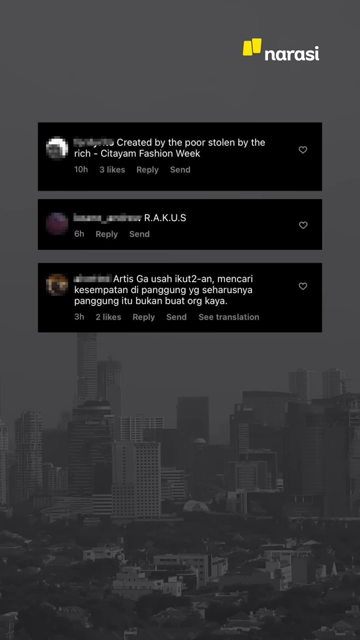 narasi
Created by the poor stolen by the
rich - Citayam Fashion Week
10h 3 likes Reply Send
R.A.K.U.S
6h Reply Send
Artis Ga usah ikut2-an, mencari
kesempatan di panggung yg seharusnya
panggung itu bukan buat org kaya.
3h 2 likes Reply Send See translation